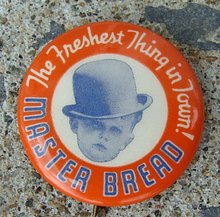 The Freshest Thing in Town!
MASTER BREAD